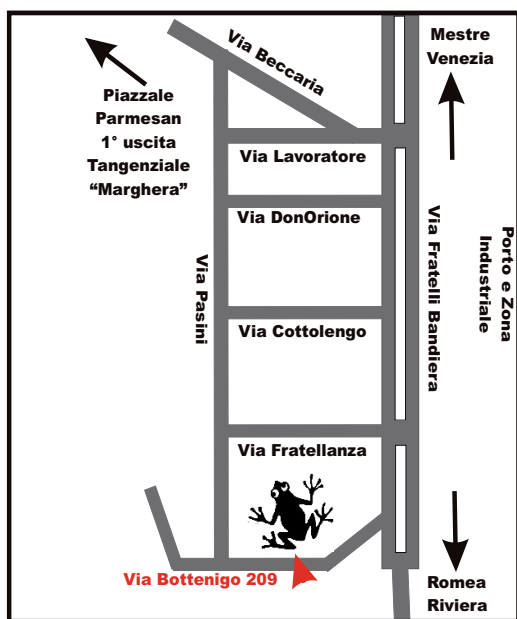 Via Beccaria
Mestre
Venezia
Piazzale
Parmesan
1° uscita
Tangenziale
“Marghera”
Via Lavoratore
Via DonOrione
Via Pasini
Via Fratelli Bandiera
Porto e Zona
Industriale
Via Cottolengo
Via Fratellanza
Via Bottenigo 209
Romea
Riviera